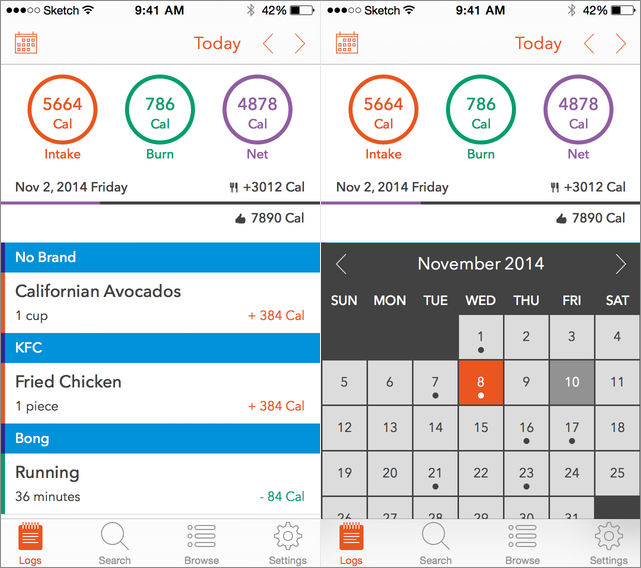 Sketch 9:41 AM 42%
Today
5664 Cal 786 Cal 4878 Cal
Intake Burn Net
Nov 2, 2014 Friday +3012 Cal
7890 Cal
No Brand
Californian Avocados
1 cup + 384 Cal
KFC
Fried Chicken
1 piece + 384 Cal
Bong
Running
36 minutes - 84 Cal
Logs Search Browse Settings
Sketch 9:41 AM 42%
Today
5664 Cal 786 Cal 4878 Cal
Intake Burn Net
Nov 2, 2014 Friday +3012 Cal
7890 Cal
November 2014
SUN MON TUE WED THU FRI SAT
1 2 3 4
5 6 7 8 9 10 11
12 13 14 15 16 17 18
19 20 21 22 23 24 25
26 27 28 29 30 31
Logs Search Browse Settings